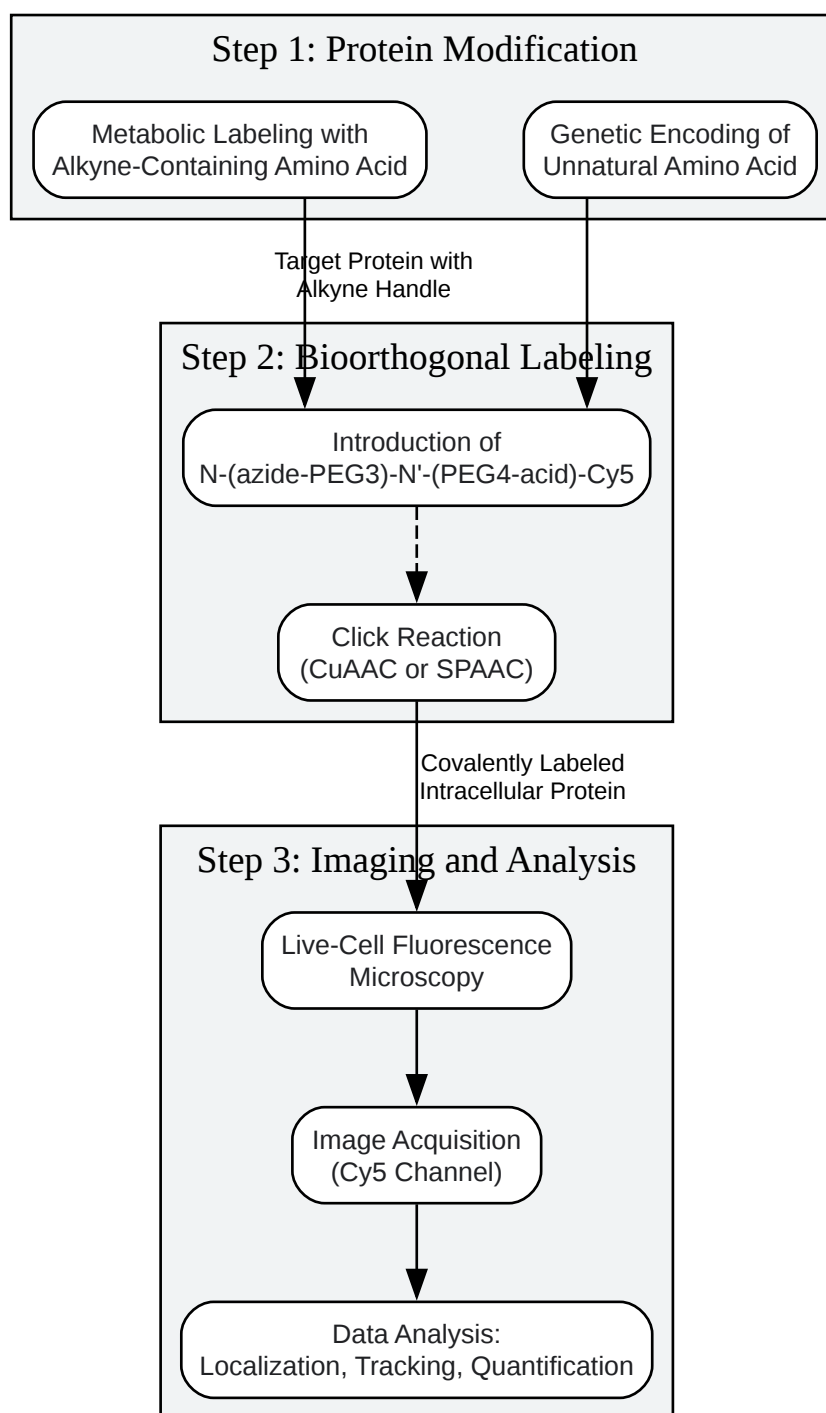 Step 1: Protein Modification
Metabolic Labeling with
Alkyne-Containing Amino Acid
Genetic Encoding of
Unnatural Amino Acid
Target Protein with
Alkyne Handle
Step 2: Bioorthogonal Labeling
Introduction of
N-(azide-PEG3)-N'-(PEG4-acid)-Cy5
Click Reaction
(CuAAC or SPAAC)
Covalently Labeled
Intracellular Protein
Step 3: Imaging and Analysis
Live-Cell Fluorescence
Microscopy
Image Acquisition
(Cy5 Channel)
Data Analysis:
Localization, Tracking, Quantification